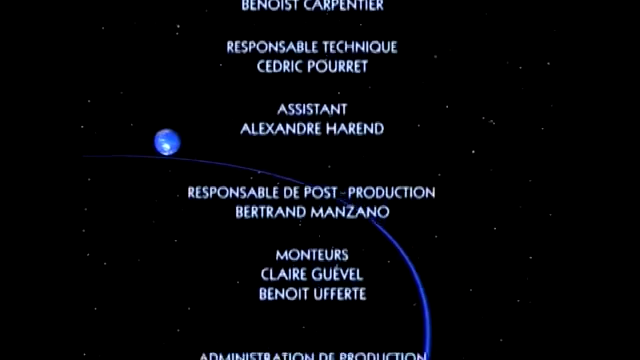 BENOIST CARPENTIER
RESPONSABLE TECHNIQUE
CEDRIC POURRET
ASSISTANT
ALEXANDRE HAREND
RESPONSABLE DE POST-PRODUCTION
BERTRAND MANZANO
MONTEURS
CLAIRE GUÉVEL
BENOIT UFFERTE
ADMINISTRATION DE PRODUCTION